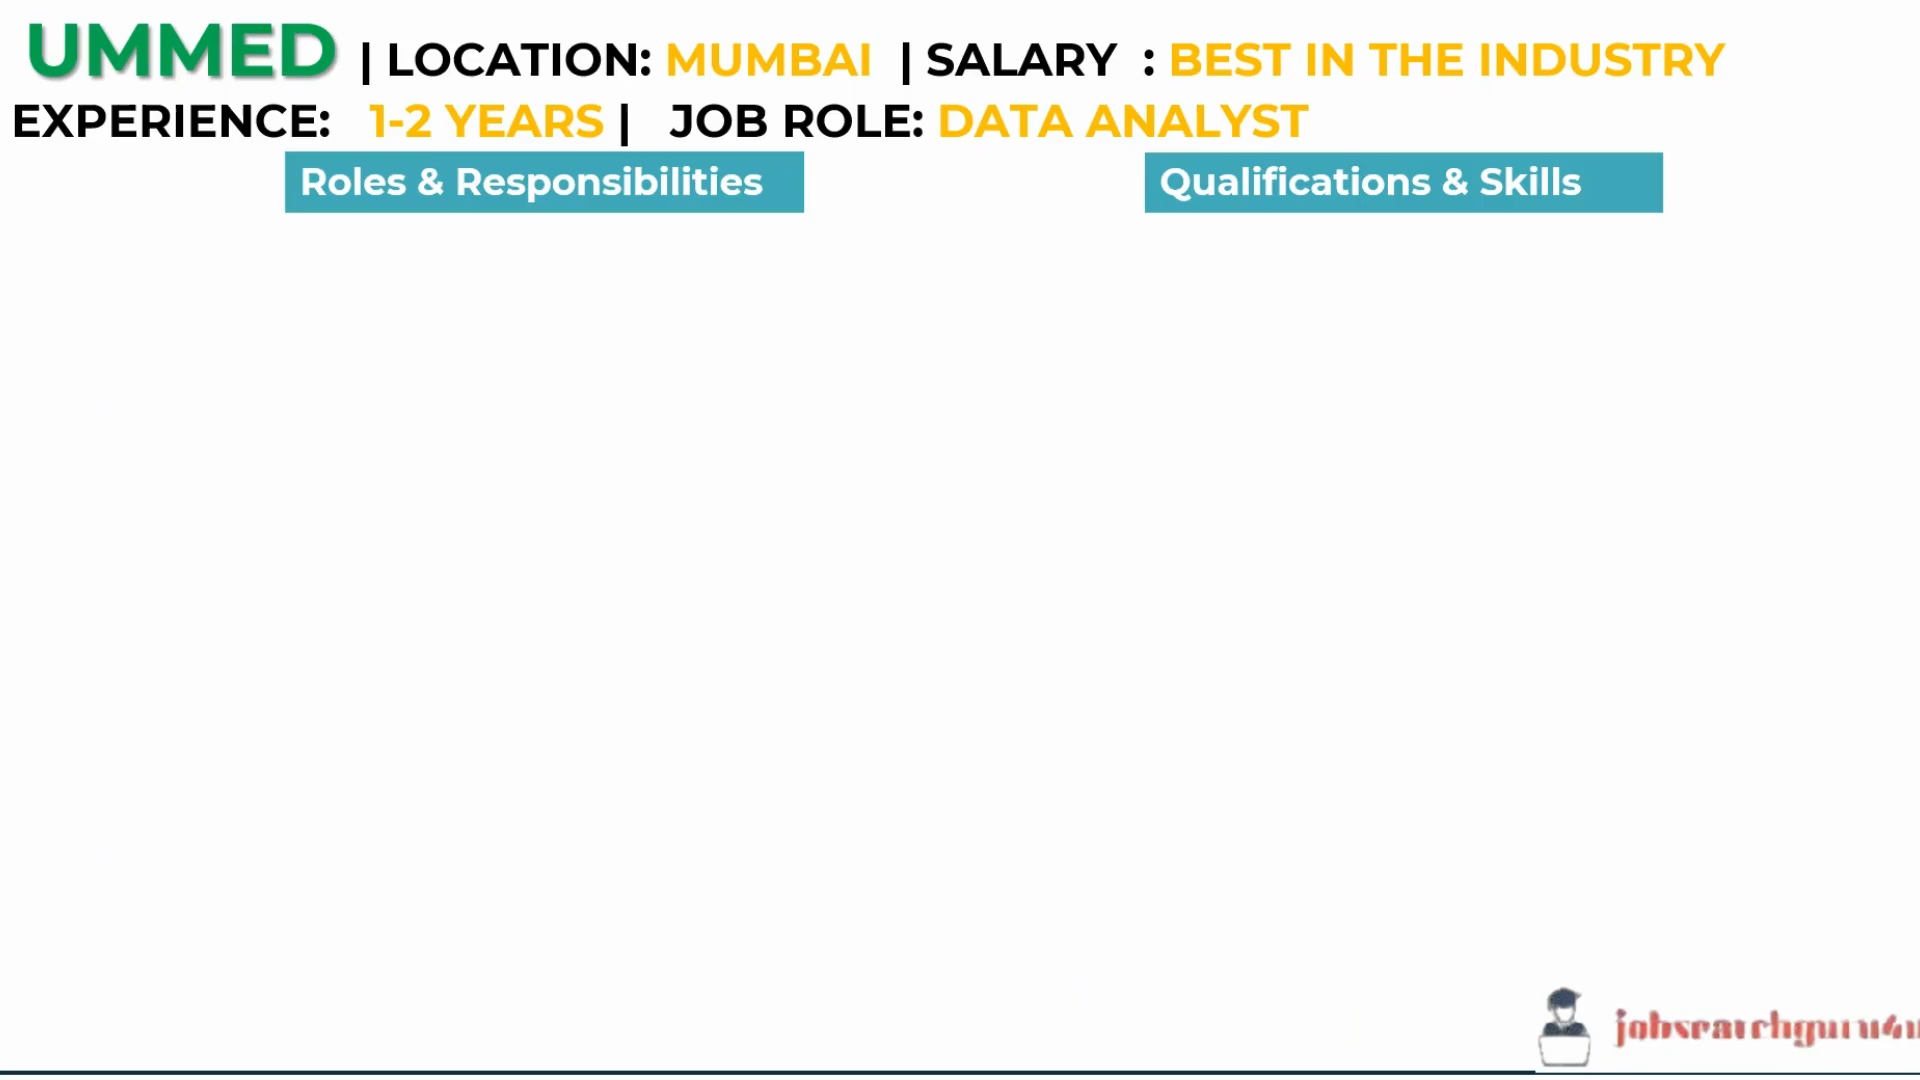 UMMED | LOCATION: MUMBAI | SALARY : BEST IN THE INDUSTRY
EXPERIENCE: 1-2 YEARS | JOB ROLE: DATA ANALYST
Roles & Responsibilities
Qualifications & Skills